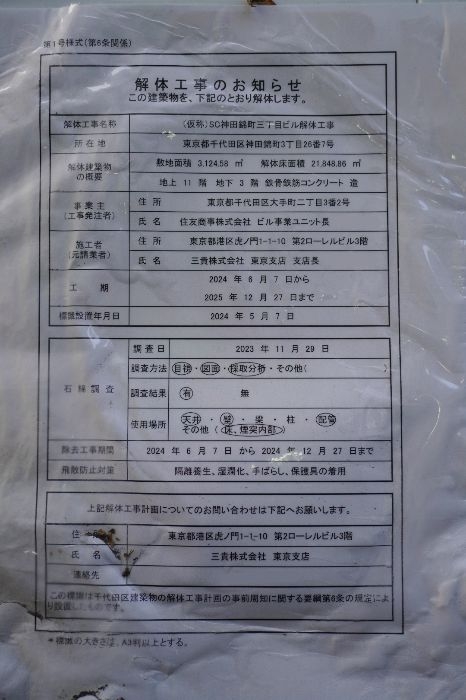 第1号様式(第6条関係)
解体工事のお知らせ
この建築物を、下記のとおり解体します。
解体工事名称 (仮称)SC神田錦町三丁目ビル解体工事
所在地 東京都千代田区神田錦町3丁目26番7号
解体建築物の概要 敷地面積 3,124.58 ㎡ 解体床面積 21,848.86 ㎡
地上 11 階 地下 3 階 鉄骨鉄筋コンクリート 造
事業主(工事発注者) 住所 東京都千代田区大手町二丁目3番2号
氏名 住友商事株式会社 ビル事業ユニット長
施工者(元請業者) 住所 東京都港区虎ノ門1-1-10 第2ローレルビル3階
氏名 三貴株式会社 東京支店 支店長
工期 2024 年 6 月 7 日から
2025 年 12 月 27 日まで
標識設置年月日 2024 年 5 月 7 日
石綿調査 調査日 2023 年 11 月 29 日
調査方法 目視・図面・採取分析・その他( )
調査結果 有 無
使用場所 天井・壁・梁・柱・配管
その他(床、煙突内部)
除去工事期間 2024 年 6 月 7 日 から 2024 年 12 月 27 日まで
飛散防止対策 隔離養生、湿潤化、手ばらし、保護具の着用
上記解体工事計画についてのお問い合わせは下記へお願いします。
住所 東京都港区虎ノ門1-1-10 第2ローレルビル3階
氏名 三貴株式会社 東京支店
連絡先
この標識は千代田区建築物の解体工事計画の事前周知に関する要綱第6条の規定により設置したものです。
*標識の大きさは、A3判以上とする。